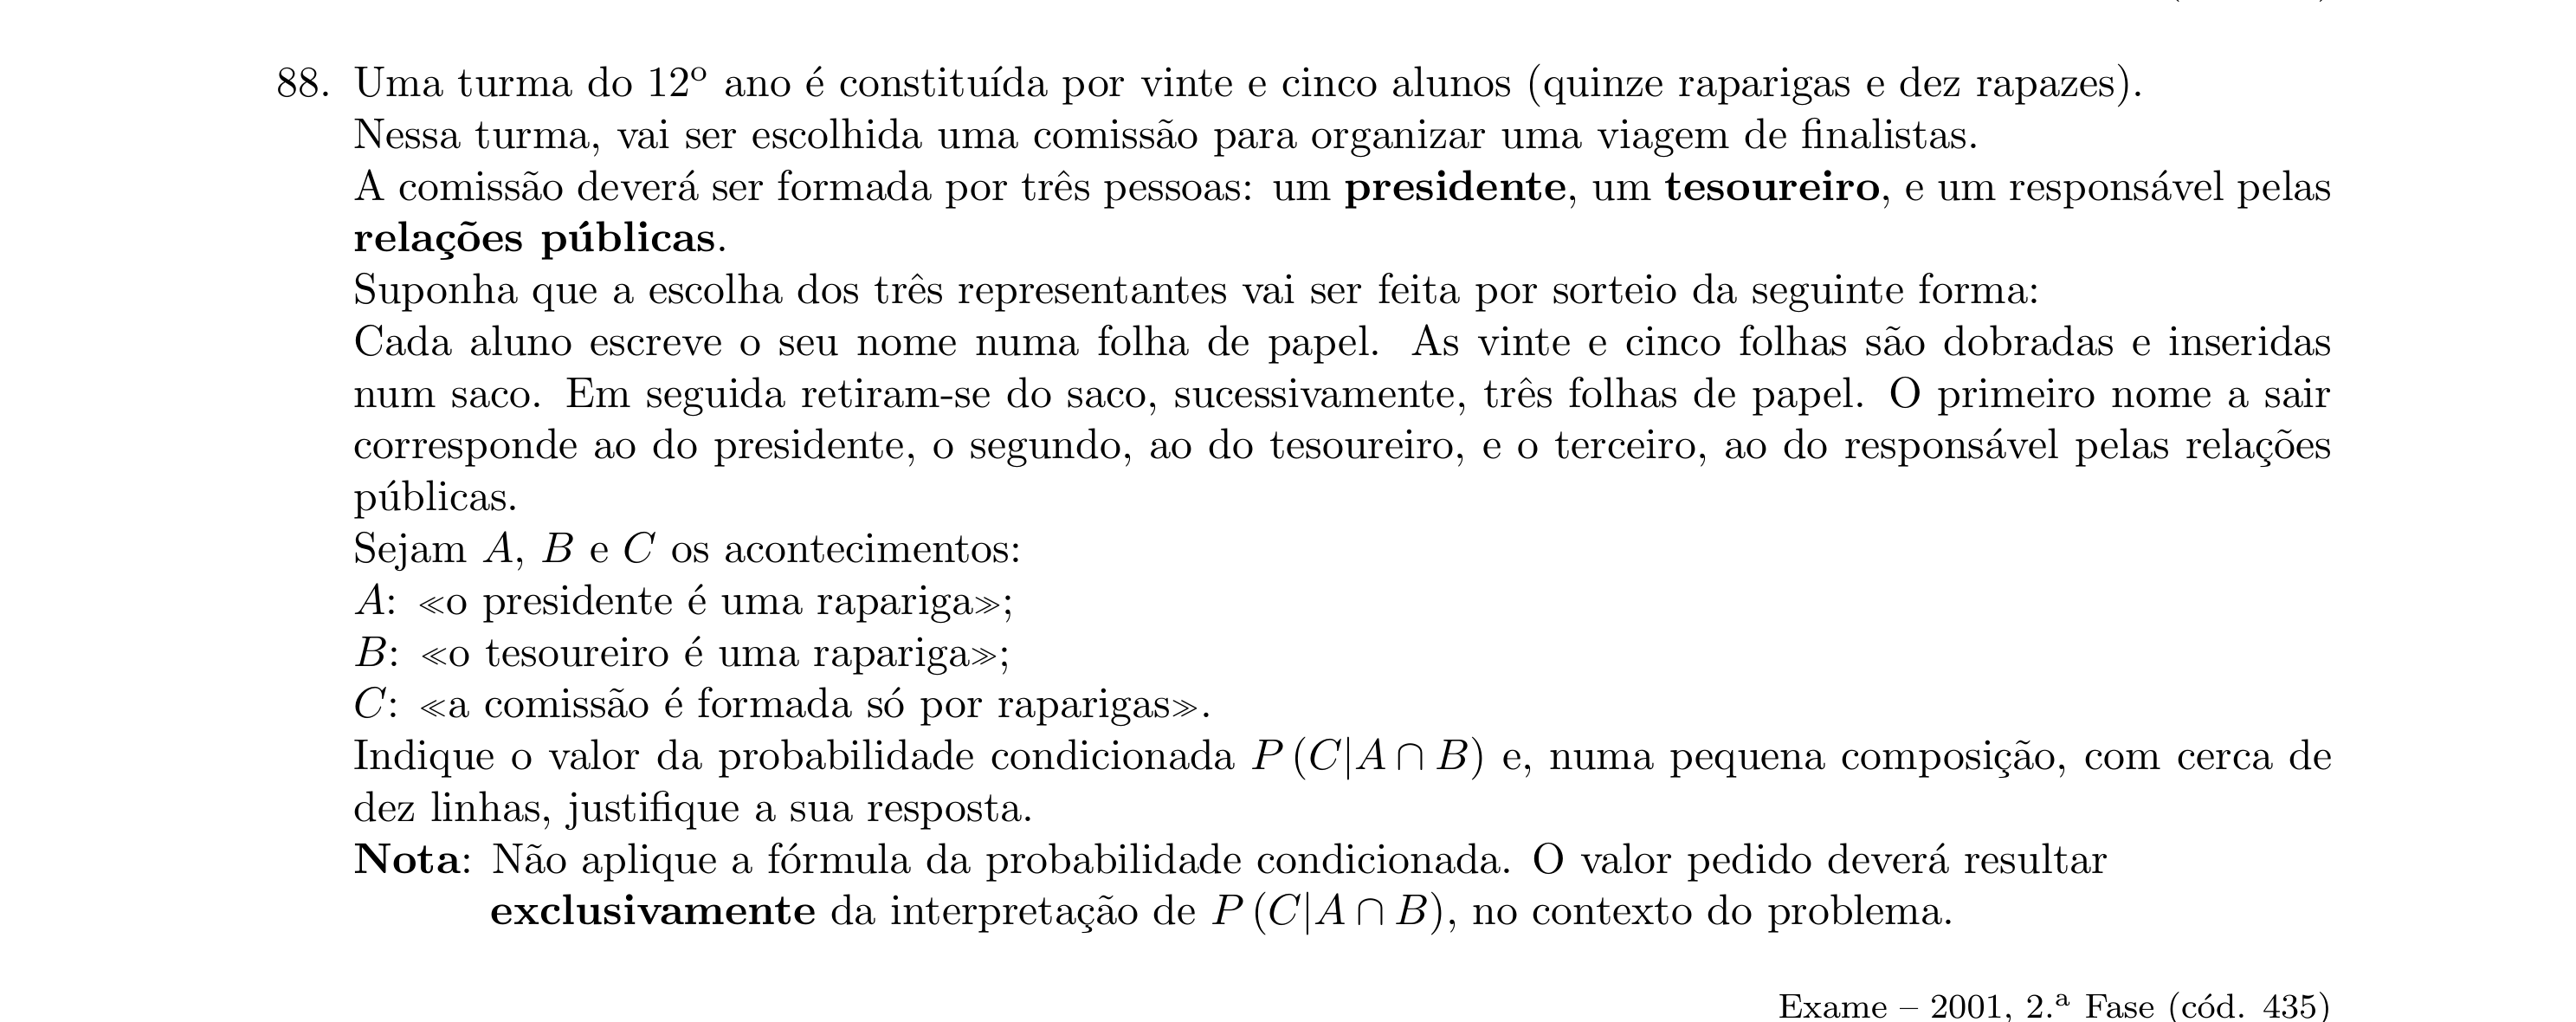 88. Uma turma do 12º ano é constituída por vinte e cinco alunos (quinze raparigas e dez rapazes).
Nessa turma, vai ser escolhida uma comissão para organizar uma viagem de finalistas.
A comissão deverá ser formada por três pessoas: um presidente, um tesoureiro, e um responsável pelas
relações públicas.
Suponha que a escolha dos três representantes vai ser feita por sorteio da seguinte forma:
Cada aluno escreve o seu nome numa folha de papel. As vinte e cinco folhas são dobradas e inseridas
num saco. Em seguida retiram-se do saco, sucessivamente, três folhas de papel. O primeiro nome a sair
corresponde ao do presidente, o segundo, ao do tesoureiro, e o terceiro, ao do responsável pelas relações
públicas.
Sejam A, B e C os acontecimentos:
A: ≪o presidente é uma rapariga≫;
B: ≪o tesoureiro é uma rapariga≫;
C: ≪a comissão é formada só por raparigas≫.
Indique o valor da probabilidade condicionada P (C|A ∩ B) e, numa pequena composição, com cerca de
dez linhas, justifique a sua resposta.
Nota: Não aplique a fórmula da probabilidade condicionada. O valor pedido deverá resultar
exclusivamente da interpretação de P (C|A ∩ B), no contexto do problema.
Exame – 2001, 2.ª Fase (cód. 435)